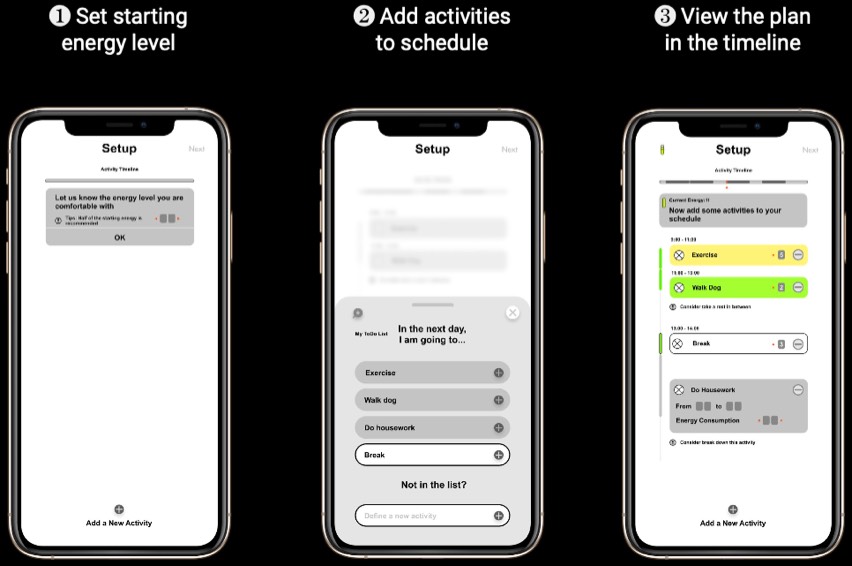 ❶ Set starting
energy level
Setup
Next
Activity Timeline
Let us know the energy level you are
comfortable with
Tips. Half of the starting energy is
recommended
OK
Add a New Activity
❷ Add activities
to schedule
Setup
Next
My ToDo List
In the next day,
I am going to...
Exercise
Walk dog
Do housework
Break
Not in the list?
Define a new activity
❸ View the plan
in the timeline
Setup
Next
Activity Timeline
Current Energy: 11
Now add some activities to your
schedule
Exercise
Walk Dog
2
Consider take a rest in between
Break
Do Housework
From to
Energy Consumption
Consider break down this activity
Add a New Activity